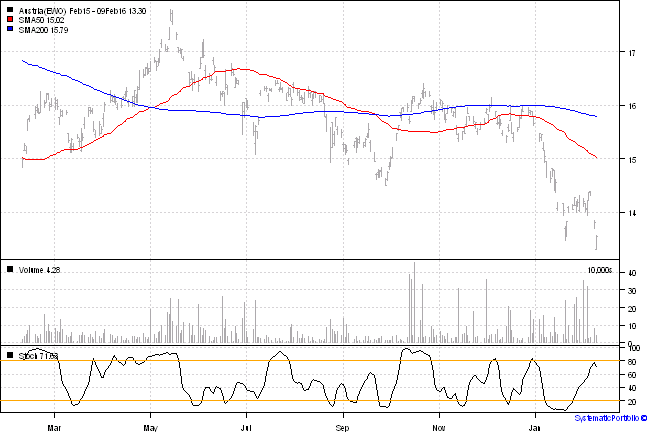 Austria(EWO) Feb15 - 09Feb16 13.30
SMA50 15.02
SMA200 15.79
17
16
15
14
Volume 4.28
10,000s
40
30
20
10
0
Stoch 71.63
100
80
60
40
20
Mar May Jul Sep Nov Jan
SystematicPortfolio ©